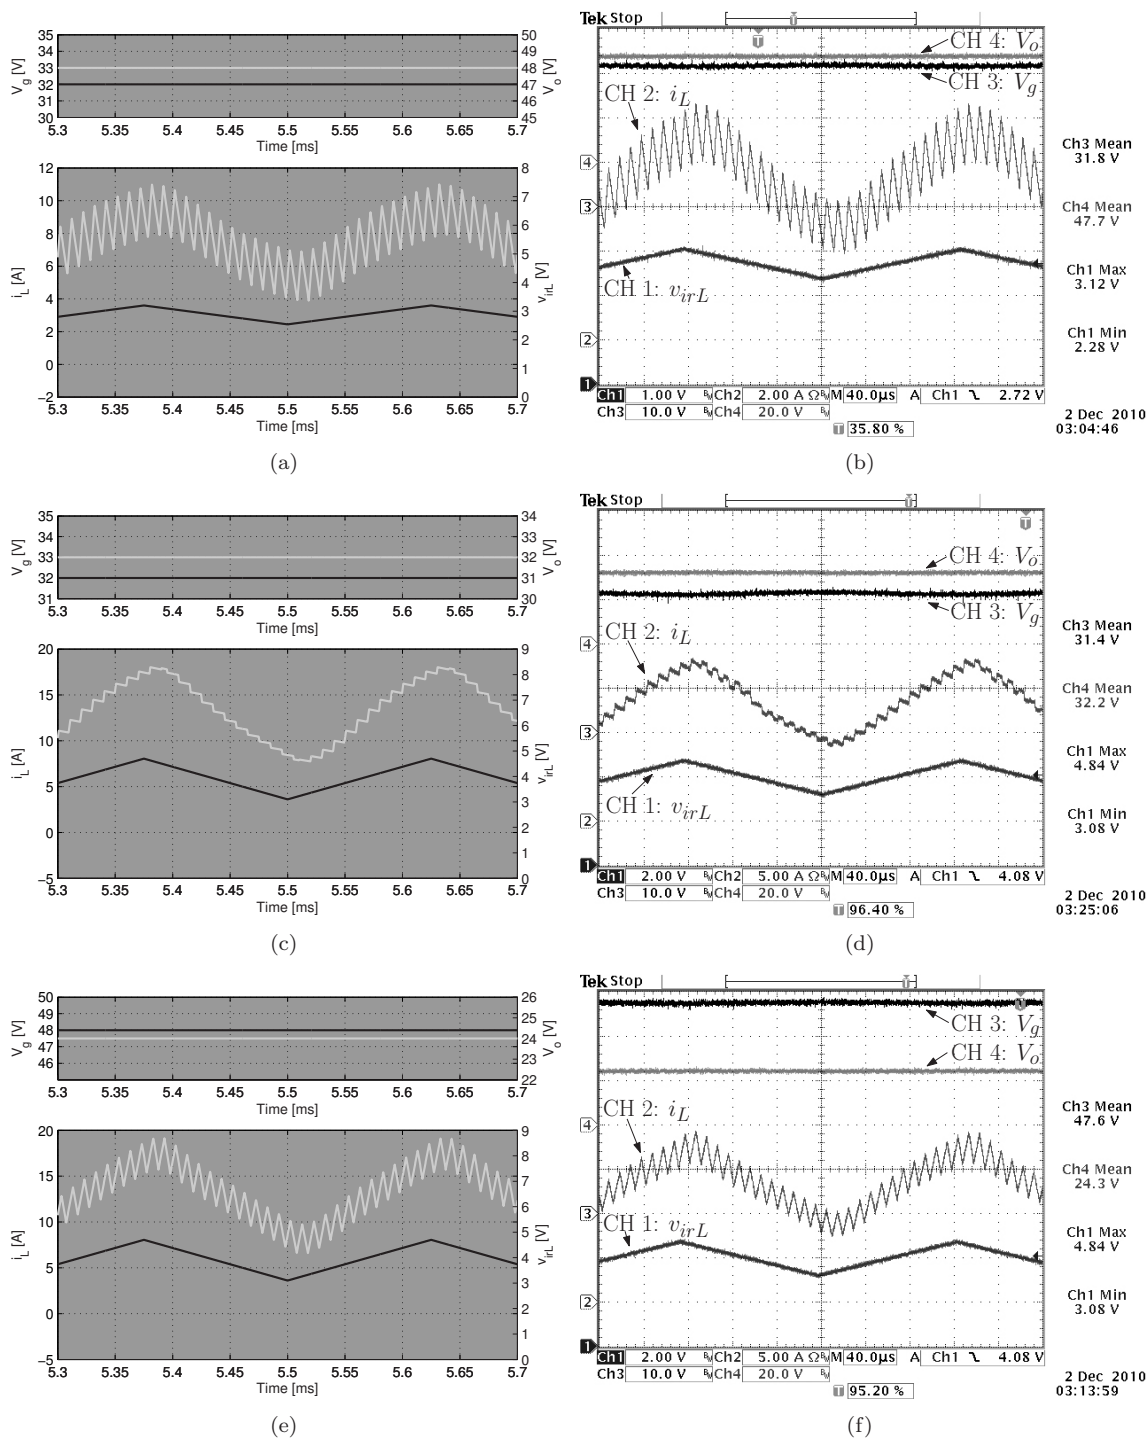 35
34
33
32
31
30
V_g [V]
50
49
48
47
46
45
V_o [V]
5.3 5.35 5.4 5.45 5.5 5.55 5.6 5.65 5.7
Time [ms]
12
10
8
6
4
2
0
−2
i_L [A]
8
7
6
5
4
3
2
1
0
v_irL [V]
5.3 5.35 5.4 5.45 5.5 5.55 5.6 5.65 5.7
Time [ms]
(a)
Tek Stop
T
T
CH 4: V_o
CH 3: V_g
CH 2: i_L
CH 1: v_irL
4
3
2
1
Ch3 Mean
31.8 V
Ch4 Mean
47.7 V
Ch1 Max
3.12 V
Ch1 Min
2.28 V
Ch1 1.00 V Bw Ch2 2.00 A Ω Bw M 40.0µs A Ch1 2.72 V
Ch3 10.0 V Ch4 20.0 V
T 35.80 %
2 Dec 2010
03:04:46
(b)
35
34
33
32
31
V_g [V]
34
33
32
31
30
V_o [V]
5.3 5.35 5.4 5.45 5.5 5.55 5.6 5.65 5.7
Time [ms]
20
15
10
5
0
−5
i_L [A]
9
8
7
6
5
4
3
2
1
0
v_irL [V]
5.3 5.35 5.4 5.45 5.5 5.55 5.6 5.65 5.7
Time [ms]
(c)
Tek Stop
T
T
CH 4: V_o
CH 3: V_g
CH 2: i_L
CH 1: v_irL
4
3
2
1
Ch3 Mean
31.4 V
Ch4 Mean
32.2 V
Ch1 Max
4.84 V
Ch1 Min
3.08 V
Ch1 2.00 V Bw Ch2 5.00 A Ω Bw M 40.0µs A Ch1 4.08 V
Ch3 10.0 V Ch4 20.0 V
T 96.40 %
2 Dec 2010
03:25:06
(d)
50
49
48
47
46
V_g [V]
26
25
24
23
22
V_o [V]
5.3 5.35 5.4 5.45 5.5 5.55 5.6 5.65 5.7
Time [ms]
20
15
10
5
0
−5
i_L [A]
9
8
7
6
5
4
3
2
1
0
v_irL [V]
5.3 5.35 5.4 5.45 5.5 5.55 5.6 5.65 5.7
Time [ms]
(e)
Tek Stop
T
CH 3: V_g
CH 4: V_o
CH 2: i_L
CH 1: v_irL
4
3
2
1
Ch3 Mean
47.6 V
Ch4 Mean
24.3 V
Ch1 Max
4.84 V
Ch1 Min
3.08 V
Ch1 2.00 V Bw Ch2 5.00 A Ω Bw M 40.0µs A Ch1 4.08 V
Ch3 10.0 V Ch4 20.0 V
T 95.20 %
2 Dec 2010
03:13:59
(f)